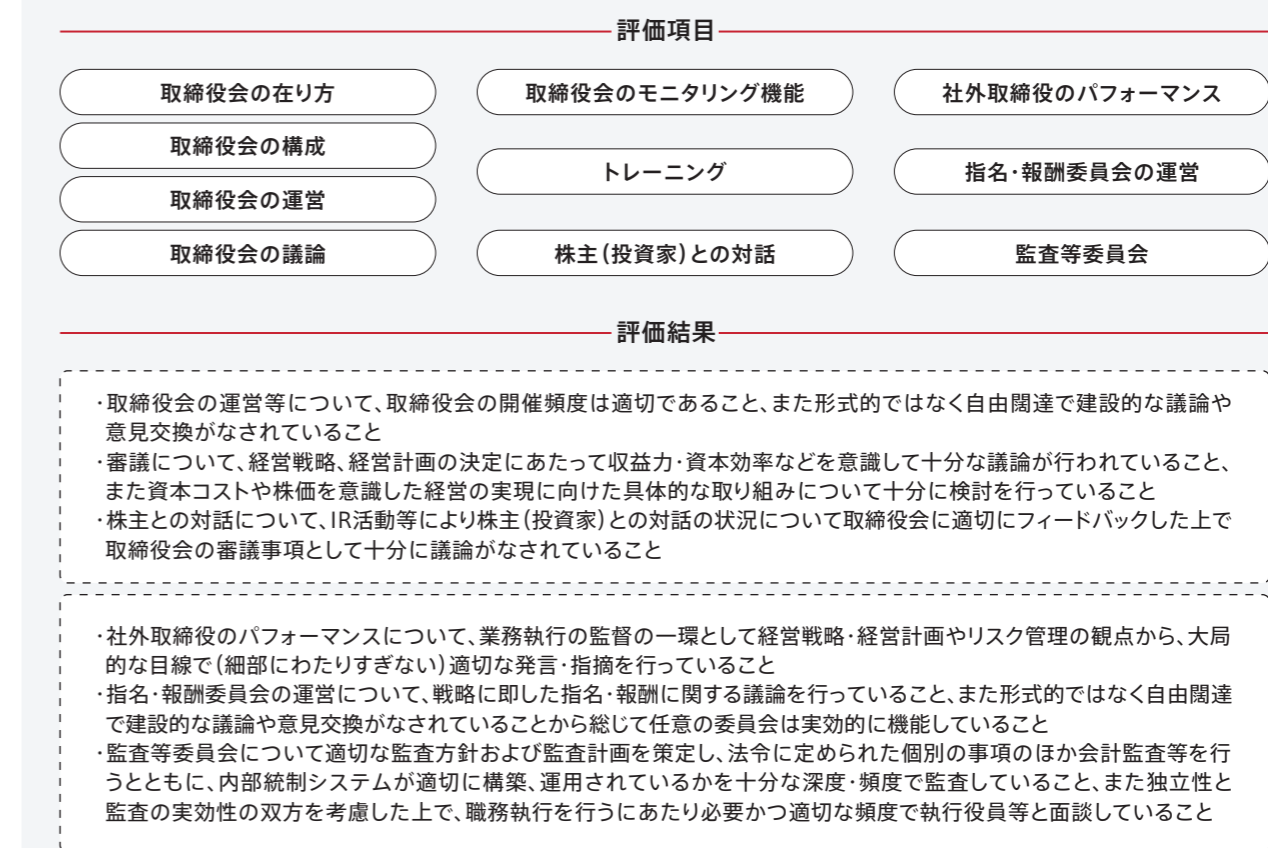 評価項目
取締役会の在り方
取締役会の構成
取締役会の運営
取締役会の議論
取締役会のモニタリング機能
トレーニング
株主(投資家)との対話
社外取締役のパフォーマンス
指名・報酬委員会の運営
監査等委員会
評価結果
・取締役会の運営等について、取締役会の開催頻度は適切であること、また形式的ではなく自由闊達で建設的な議論や
意見交換がなされていること
・審議について、経営戦略、経営計画の決定にあたって収益力・資本効率などを意識して十分な議論が行われていること、
また資本コストや株価を意識した経営の実現に向けた具体的な取り組みについて十分に検討を行っていること
・株主との対話について、IR活動等により株主(投資家)との対話の状況について取締役会に適切にフィードバックした上で
取締役会の審議事項として十分に議論がなされていること
・社外取締役のパフォーマンスについて、業務執行の監督の一環として経営戦略・経営計画やリスク管理の観点から、大局
的な目線で(細部にわたりすぎない)適切な発言・指摘を行っていること
・指名・報酬委員会の運営について、戦略に即した指名・報酬に関する議論を行っていること、また形式的ではなく自由闊達
で建設的な議論や意見交換がなされていることから総じて任意の委員会は実効的に機能していること
・監査等委員会について適切な監査方針および監査計画を策定し、法令に定められた個別の事項のほか会計監査等を行
うとともに、内部統制システムが適切に構築、運用されているかを十分な深度・頻度で監査していること、また独立性と
監査の実効性の双方を考慮した上で、職務執行を行うにあたり必要かつ適切な頻度で執行役員等と面談していること